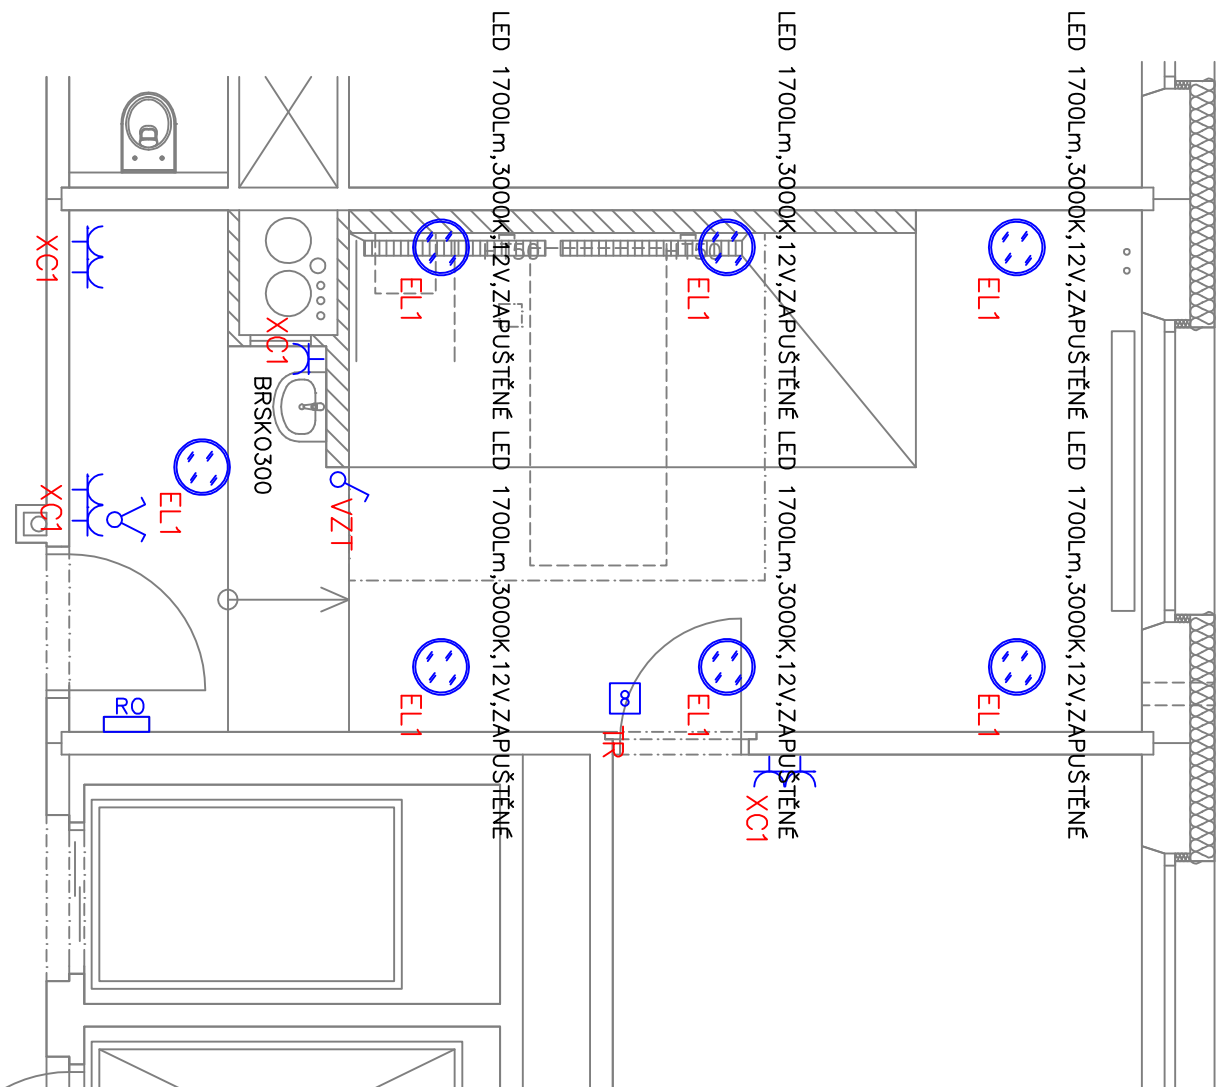 LED 1700Lm,3000K,12V,ZAPUŠTĚNÉ
LED 1700Lm,3000K,12V,ZAPUŠTĚNÉ
LED 1700Lm,3000K,12V,ZAPUŠTĚNÉ
XC1
EL1
EL1
EL1
HT50
HT50
XC1
BRSKO300
LED 1700Lm,3000K,12V,ZAPUŠTĚNÉ
LED 1700Lm,3000K,12V,ZAPUŠTĚNÉ
LED 1700Lm,3000K,12V,ZAPUŠTĚNÉ
XC1
EL1
VZT
RO
EL1
EL1
EL1
TR
XC1